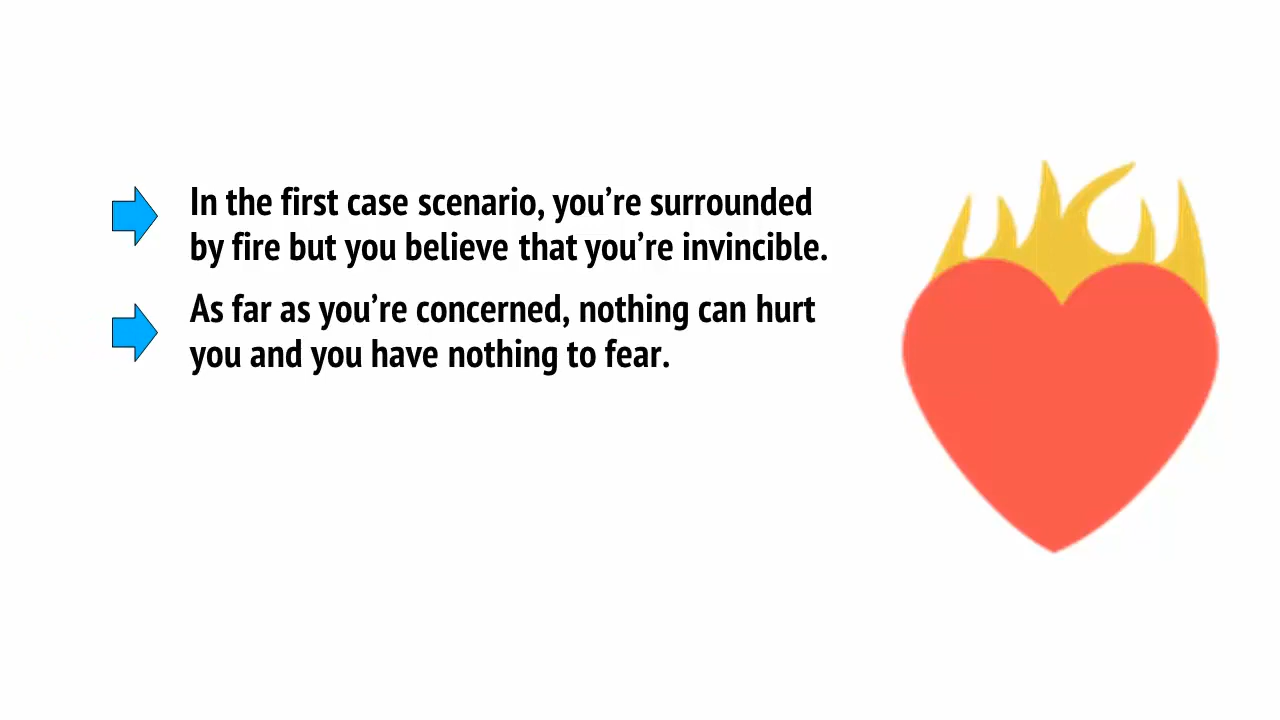 In the first case scenario, you’re surrounded
by fire but you believe that you’re invincible.
As far as you’re concerned, nothing can hurt
you and you have nothing to fear.